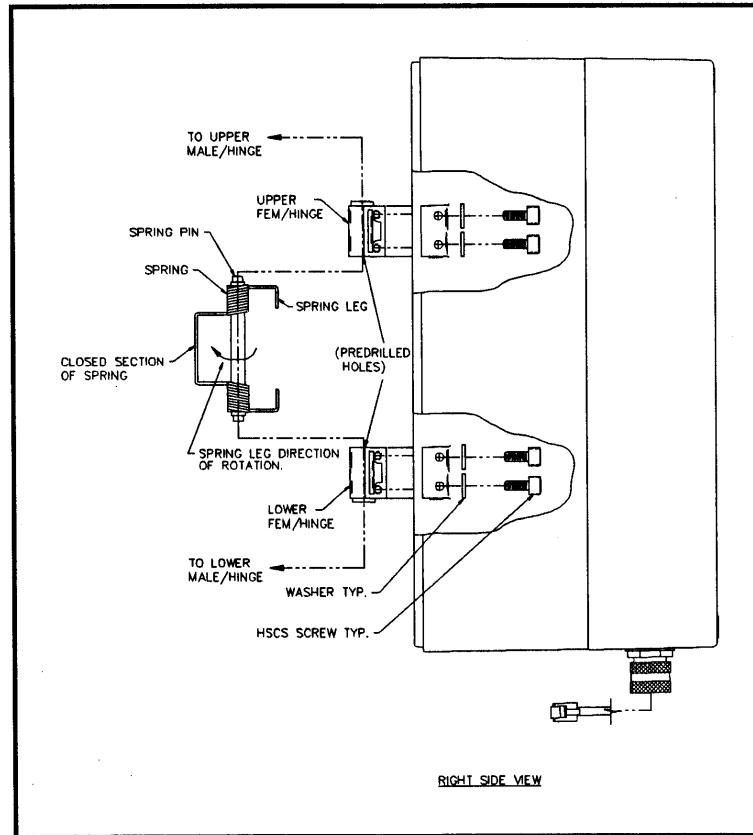 TO UPPER
MALE/HINGE
UPPER
FEM/HINGE
SPRING PIN
SPRING
SPRING LEG
(PREDRILLED
HOLES)
CLOSED SECTION
OF SPRING
SPRING LEG DIRECTION
OF ROTATION.
LOWER
FEM/HINGE
TO LOWER
MALE/HINGE
WASHER TYP.
HSCS SCREW TYP.
RIGHT SIDE VIEW